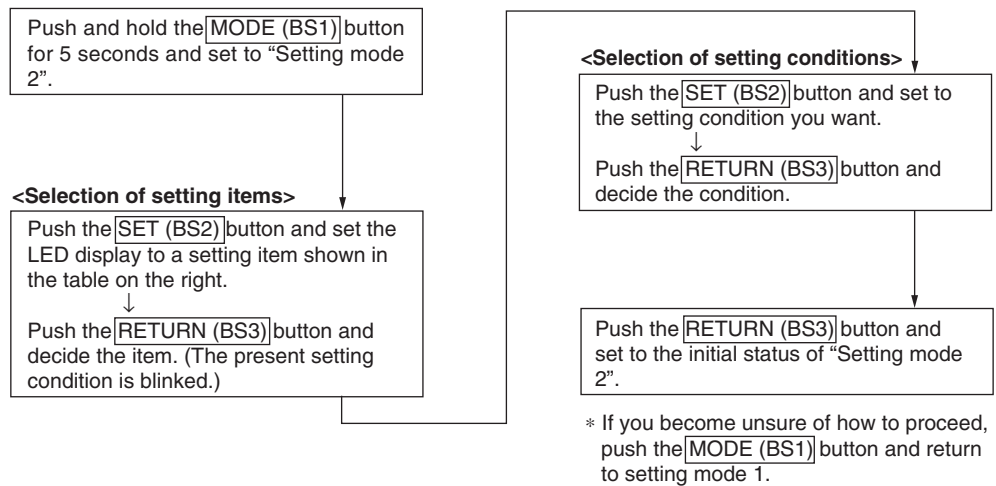 Push and hold the MODE (BS1) button
for 5 seconds and set to “Setting mode
2”.
<Selection of setting items>
Push the SET (BS2) button and set the
LED display to a setting item shown in
the table on the right.
↓
Push the RETURN (BS3) button and
decide the item. (The present setting
condition is blinked.)
<Selection of setting conditions>
Push the SET (BS2) button and set to
the setting condition you want.
↓
Push the RETURN (BS3) button and
decide the condition.
Push the RETURN (BS3) button and
set to the initial status of “Setting mode
2”.
* If you become unsure of how to proceed,
push the MODE (BS1) button and return
to setting mode 1.